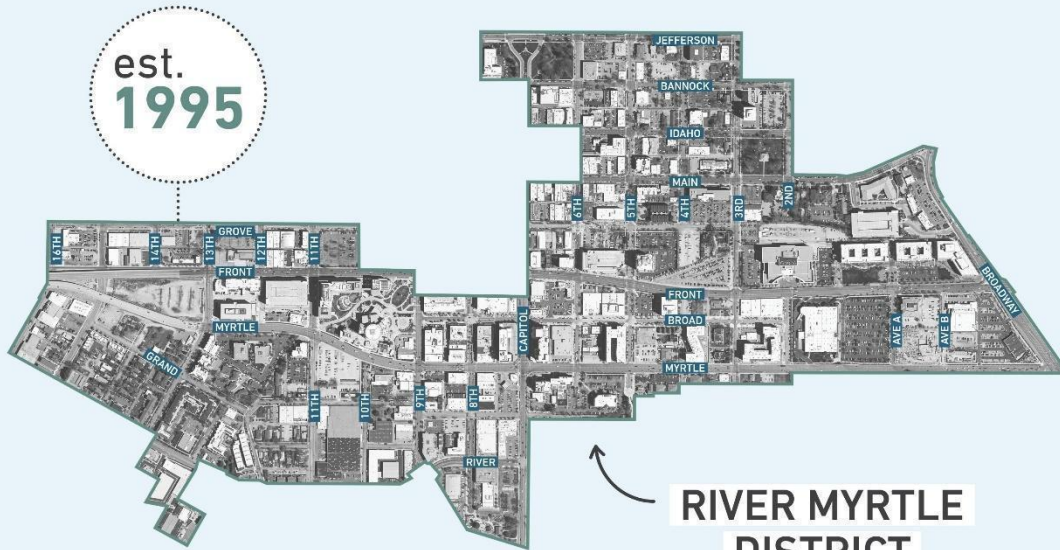 est.
1995
JEFFERSON
BANNOCK
IDAHO
MAIN
6TH
5TH
4TH
3RD
2ND
16TH
14TH
13TH
GROVE
12TH
11TH
FRONT
MYRTLE
GRAND
11TH
10TH
9TH
8TH
CAPITOL
FRONT
BROAD
MYRTLE
AVE A
AVE B
BROADWAY
RIVER
RIVER MYRTLE
DISTRICT